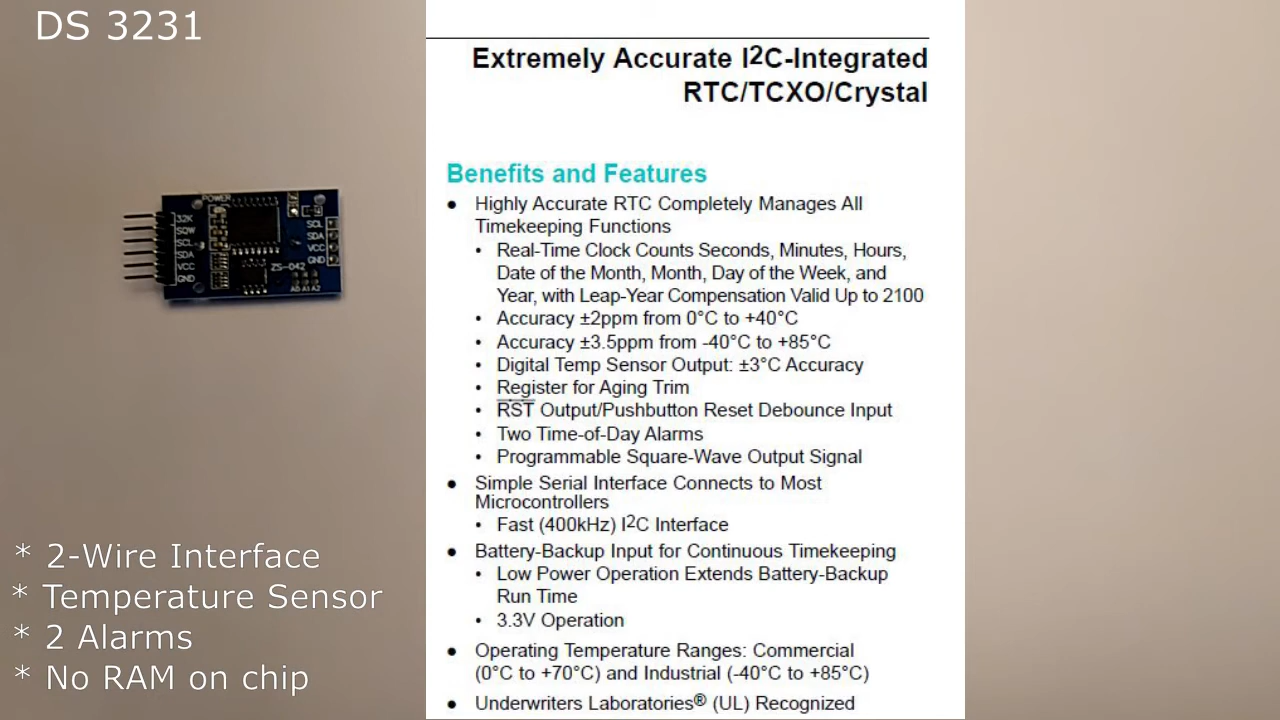 DS 3231
Extremely Accurate I2C-Integrated
RTC/TCXO/Crystal
Benefits and Features
● Highly Accurate RTC Completely Manages All
Timekeeping Functions
• Real-Time Clock Counts Seconds, Minutes, Hours,
Date of the Month, Month, Day of the Week, and
Year, with Leap-Year Compensation Valid Up to 2100
• Accuracy ±2ppm from 0°C to +40°C
• Accuracy ±3.5ppm from -40°C to +85°C
• Digital Temp Sensor Output: ±3°C Accuracy
• Register for Aging Trim
• RST Output/Pushbutton Reset Debounce Input
• Two Time-of-Day Alarms
• Programmable Square-Wave Output Signal
● Simple Serial Interface Connects to Most
Microcontrollers
• Fast (400kHz) I2C Interface
● Battery-Backup Input for Continuous Timekeeping
• Low Power Operation Extends Battery-Backup
Run Time
• 3.3V Operation
● Operating Temperature Ranges: Commercial
(0°C to +70°C) and Industrial (-40°C to +85°C)
● Underwriters Laboratories® (UL) Recognized
POWER
32K
SQW
SCL
SDA
VCC
GND
SCL
SDA
VCC
GND
ZS-042
A0 A1 A2
* 2-Wire Interface
* Temperature Sensor
* 2 Alarms
* No RAM on chip